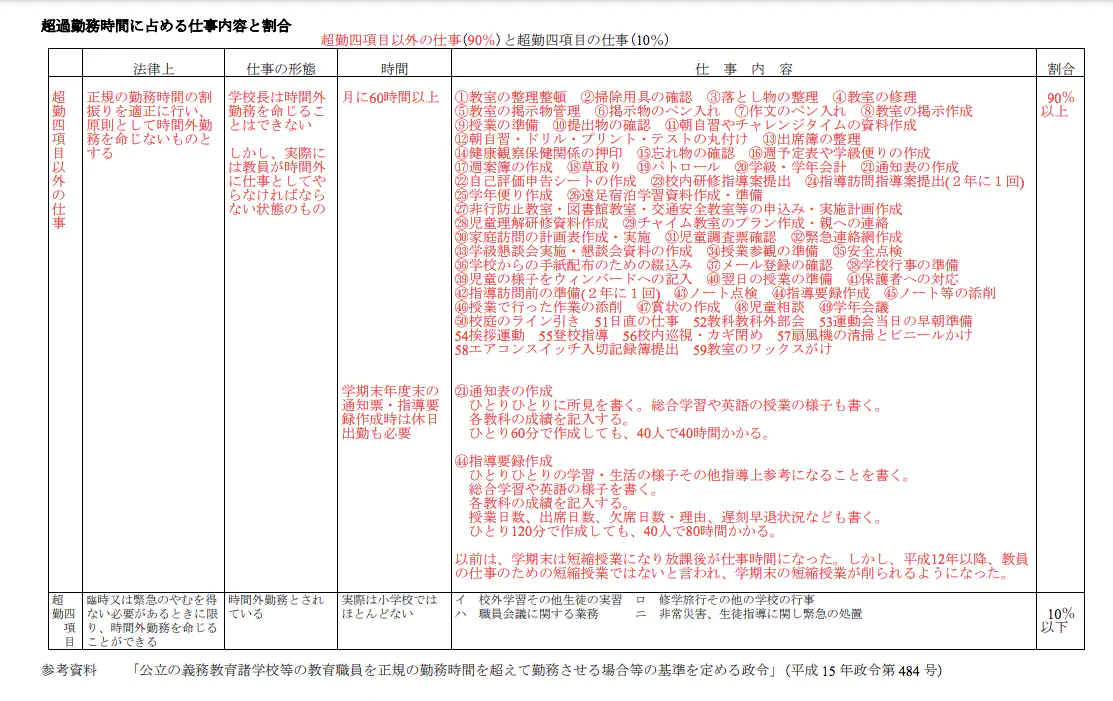 超過勤務時間に占める仕事内容と割合
超勤四項目以外の仕事(90%)と超勤四項目の仕事(10%)
法律上 仕事の形態 時間 仕 事 内 容 割合
超勤四項目以外の仕事
正規の勤務時間の割
振りを適正に行い、
原則として時間外勤
務を命じないものと
する
学校長は時間外
勤務を命じるこ
とはできない
しかし、実際に
は教員が時間外
に仕事としてや
らなければなら
ない状態のもの
月に60時間以上
①教室の整理整頓 ②掃除用具の確認 ③落とし物の整理 ④教室の修理
⑤教室の掲示物管理 ⑥掲示物のペン入れ ⑦作文のペン入れ ⑧教室の掲示作成
⑨授業の準備 ⑩提出物の確認 ⑪朝自習やチャレンジタイムの資料作成
⑫朝自習・ドリル・プリント・テストの丸付け ⑬出席簿の整理
⑭健康観察保健関係の押印 ⑮忘れ物の確認 ⑯週予定表や学級便りの作成
⑰週案簿の作成 ⑱草取り ⑲パトロール ⑳学級・学年会計 ㉑通知表の作成
㉒自己評価申告シートの作成 ㉓校内研修指導案提出 ㉔指導訪問指導案提出(２年に１回)
㉕学年便り作成 ㉖遠足宿泊学習資料作成・準備
㉗非行防止教室・図書館教室・交通安全教室等の申込み・実施計画作成
㉘児童理解研修資料作成 ㉙チャイム教室のプラン作成・親への連絡
㉚家庭訪問の計画表作成・実施 ㉛児童調査票確認 ㉜緊急連絡網作成
㉝学級懇談会実施・懇談会資料の作成 ㉞授業参観の準備 ㉟安全点検
㊱学校からの手紙配布のための綴込み ㊲メール登録の確認 ㊳学校行事の準備
㊴児童の様子をウィンバードへの記入 ㊵翌日の授業の準備 ㊶保護者への対応
㊷指導訪問前の準備(２年に１回) ㊸ノート点検 ㊹指導要録作成 ㊺ノート等の添削
㊻授業で行った作業の添削 ㊼賞状の作成 ㊽児童相談 ㊾学年会議
㊿校庭のライン引き 51日直の仕事 52教科教科外部会 53運動会当日の早朝準備
54挨拶運動 55登校指導 56校内巡視・カギ閉め 57扇風機の清掃とビニールかけ
58エアコンスイッチ入切記録簿提出 59教室のワックスがけ
90%
以上
学期末年度末の
通知票・指導要
録作成時は休日
出勤も必要
㉑通知表の作成
ひとりひとりに所見を書く。総合学習や英語の授業の様子も書く。
各教科の成績を記入する。
ひとり60分で作成しても、40人で40時間かかる。
㊹指導要録作成
ひとりひとりの学習・生活の様子その他指導上参考になることを書く。
総合学習や英語の様子を書く。
各教科の成績を記入する。
授業日数、出席日数、欠席日数・理由、遅刻早退状況なども書く。
ひとり120分で作成しても、40人で80時間かかる。
以前は、学期末は短縮授業になり放課後が仕事時間になった。しかし、平成12年以降、教員
の仕事のための短縮授業ではないと言われ、学期末の短縮授業が削られるようになった。
超勤四項目
臨時又は緊急のやむを得
ない必要があるときに限
り、時間外勤務を命じる
ことができる
時間外勤務とされ
ている
実際は小学校では
ほとんどない
イ 校外学習その他生徒の実習 ロ 修学旅行その他の学校の行事
ハ 職員会議に関する業務 ニ 非常災害、生徒指導に関し緊急の処置
10%
以下
参考資料 「公立の義務教育諸学校等の教育職員を正規の勤務時間を超えて勤務させる場合等の基準を定める政令」（平成 15 年政令第 484 号）